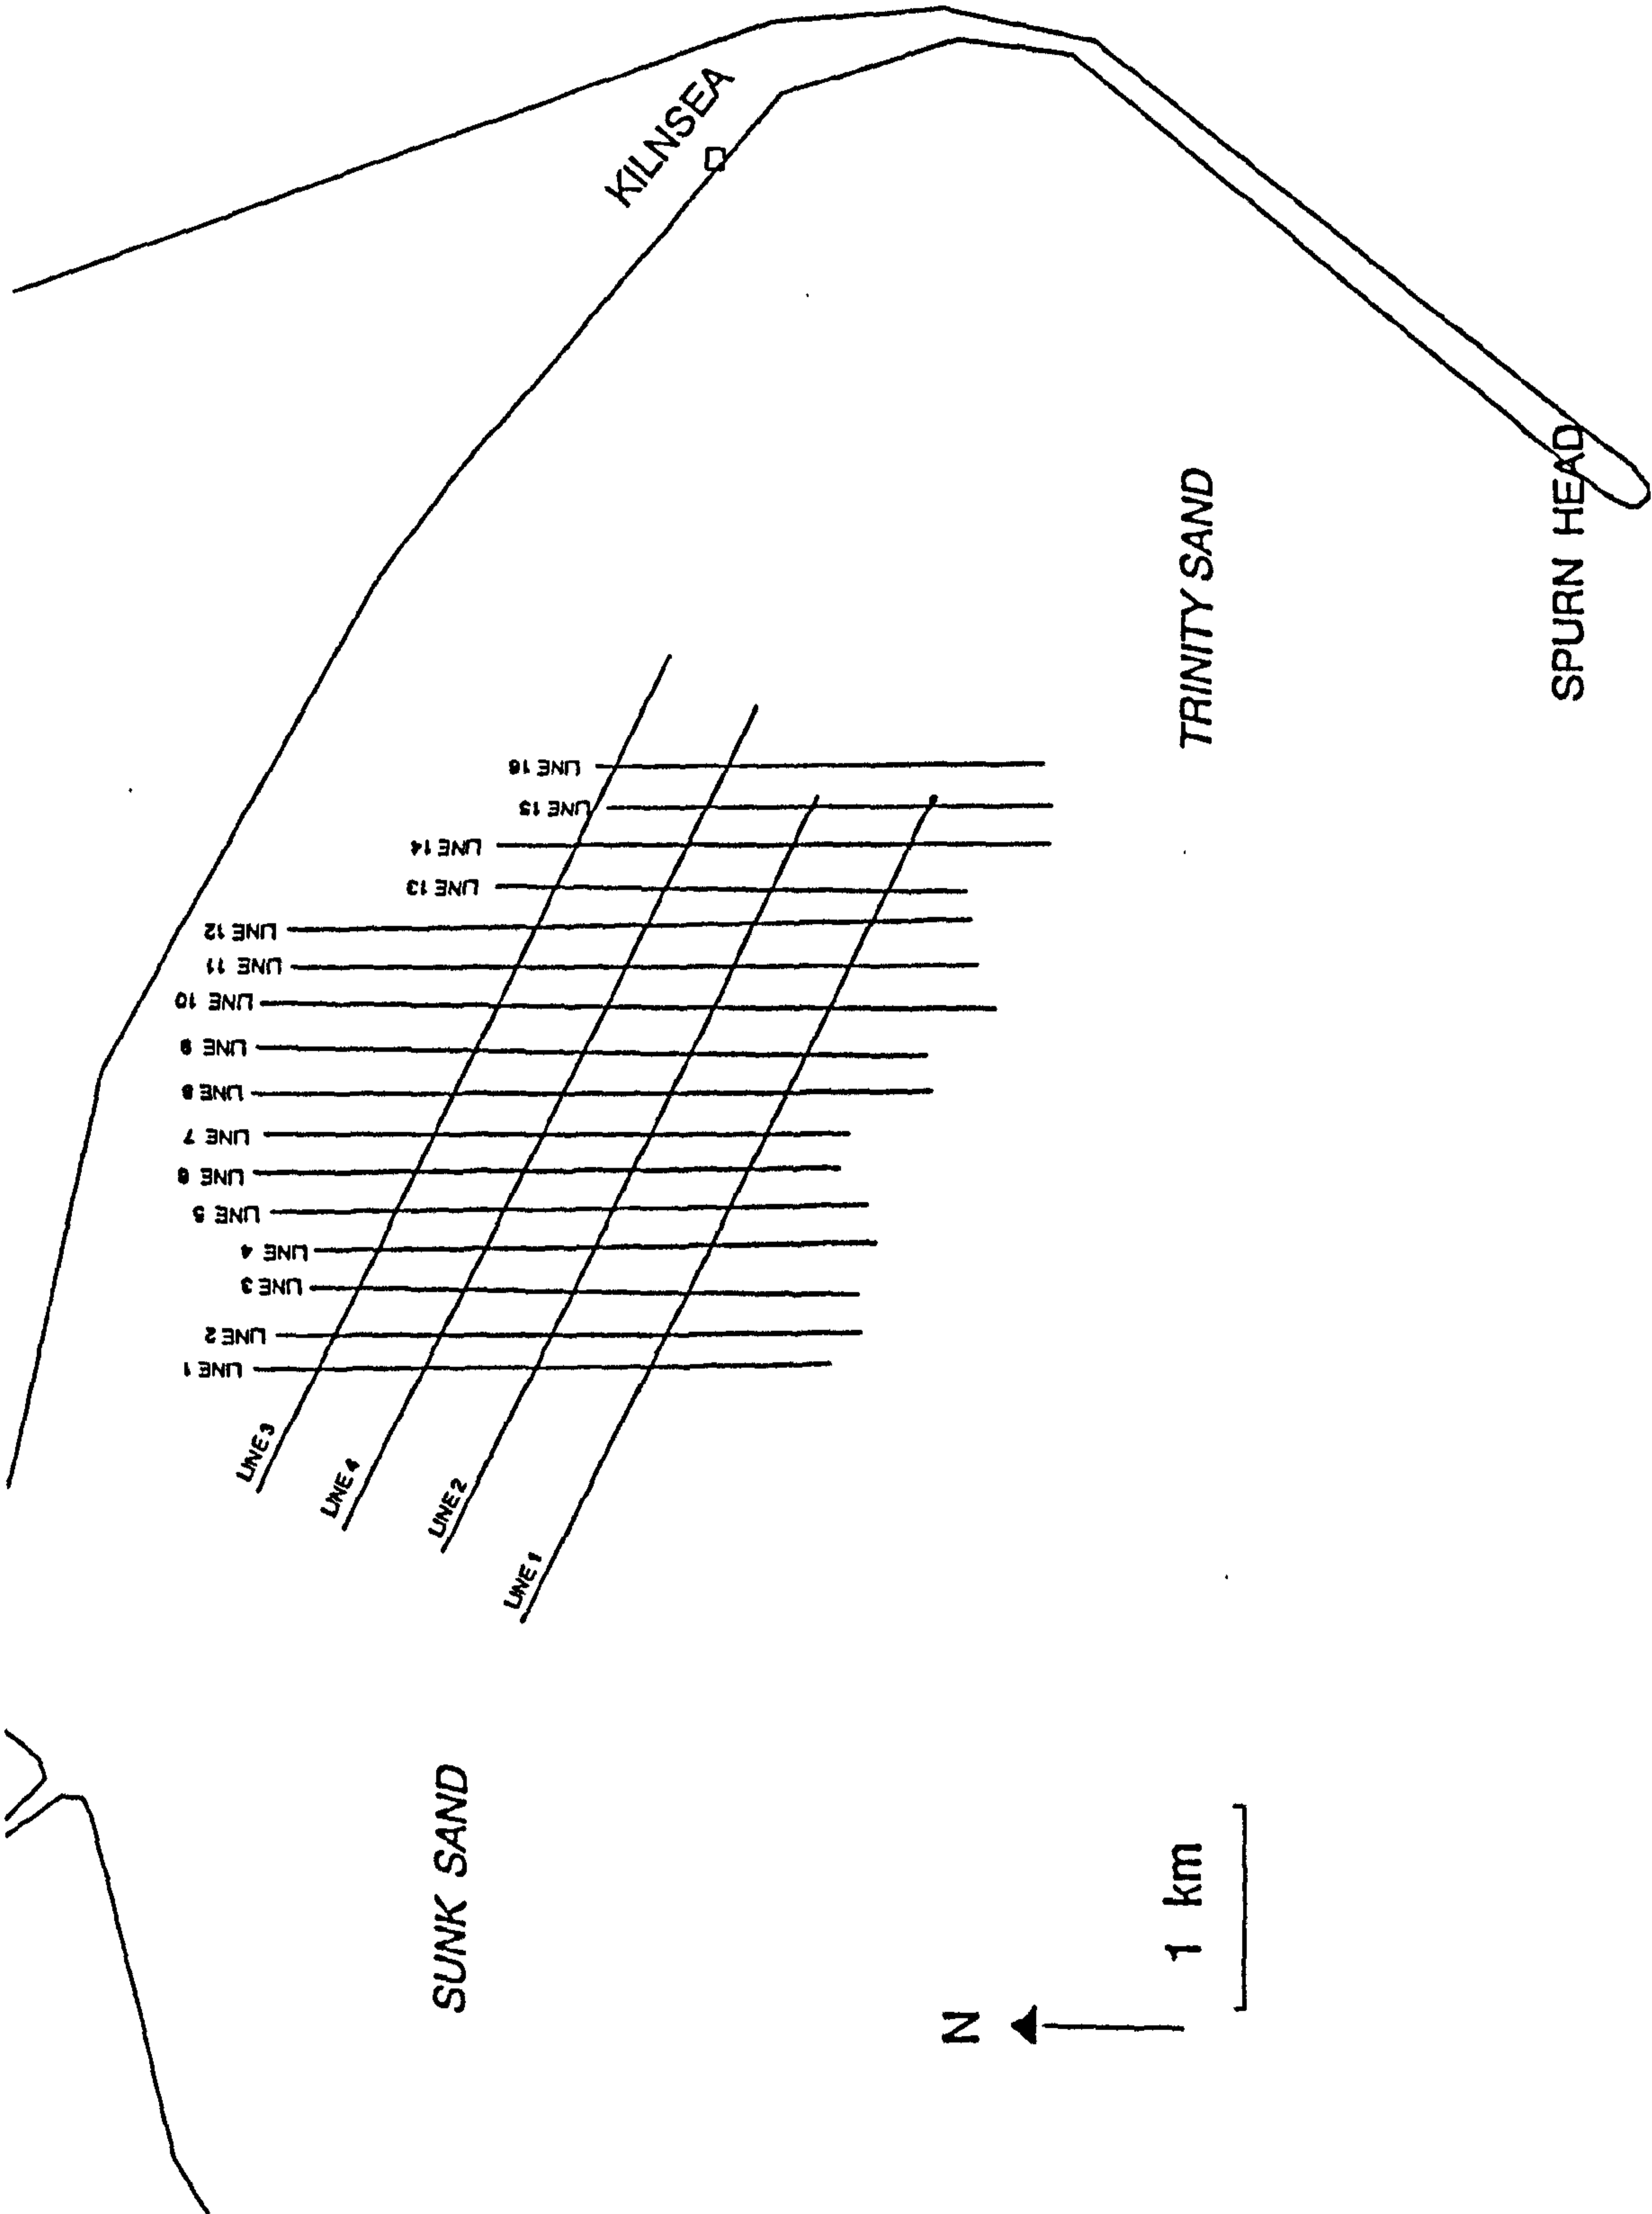 KILNSEA
SPURN HEAD
TRINITY SAND
SUNK SAND
LINE 16
LINE 15
LINE 14
LINE 13
LINE 12
LINE 11
LINE 10
LINE 9
LINE 8
LINE 7
LINE 6
LINE 5
LINE 4
LINE 3
LINE 2
LINE 1
LINE 3
LINE 4
LINE 2
LINE 1
N
1 km